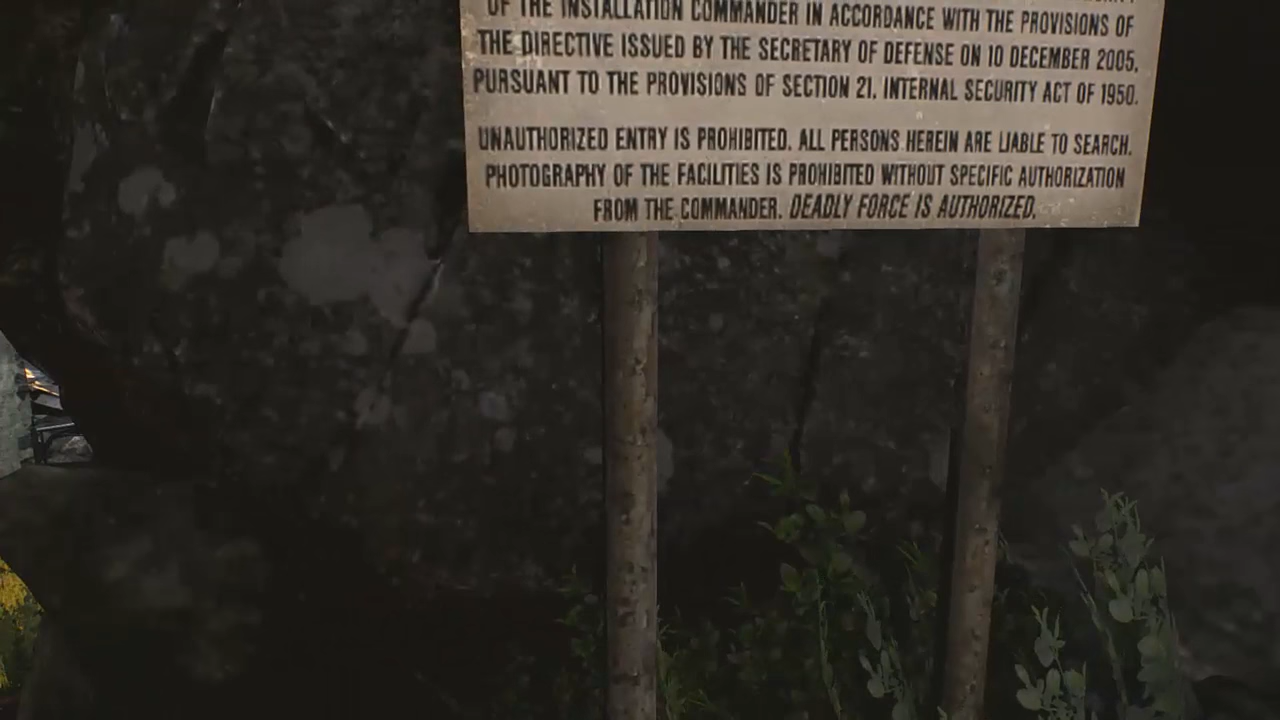 OF THE INSTALLATION COMMANDER IN ACCORDANCE WITH THE PROVISIONS OF
THE DIRECTIVE ISSUED BY THE SECRETARY OF DEFENSE ON 10 DECEMBER 2005,
PURSUANT TO THE PROVISIONS OF SECTION 21, INTERNAL SECURITY ACT OF 1950.
UNAUTHORIZED ENTRY IS PROHIBITED. ALL PERSONS HEREIN ARE LIABLE TO SEARCH.
PHOTOGRAPHY OF THE FACILITIES IS PROHIBITED WITHOUT SPECIFIC AUTHORIZATION
FROM THE COMMANDER. DEADLY FORCE IS AUTHORIZED.